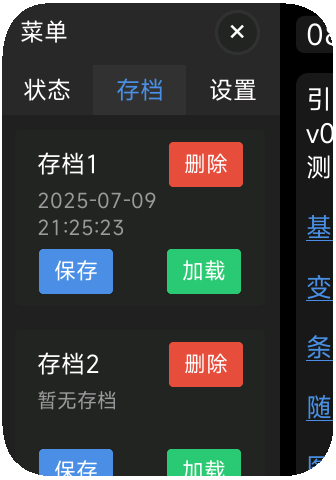 菜单
状态 存档 设置
存档1 删除
2025-07-09
21:25:23
保存 加载
存档2 删除
暂无存档
保存 加载
引
v0
测
基
变
条
随